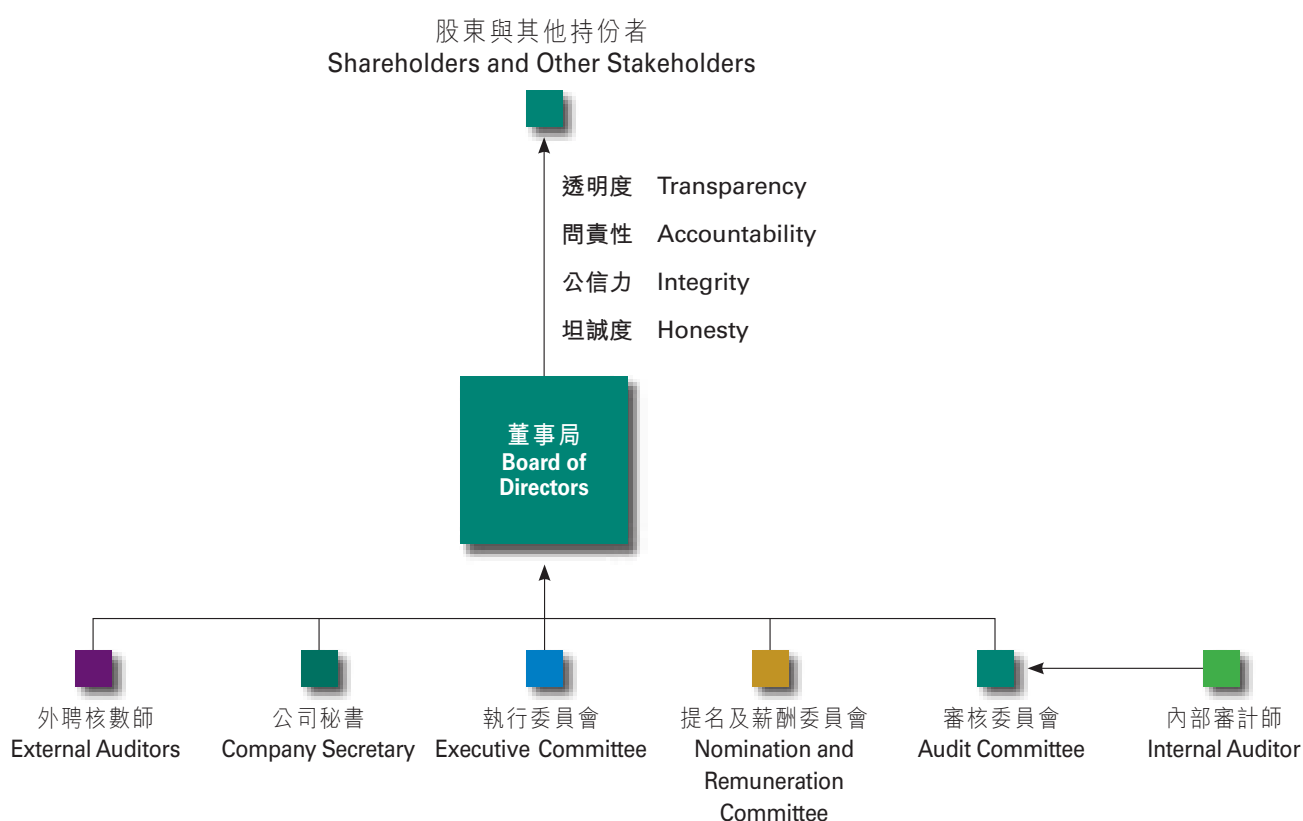 股東與其他持份者
Shareholders and Other Stakeholders
透明度 Transparency
問責性 Accountability
公信力 Integrity
坦誠度 Honesty
董事局
Board of
Directors
外聘核數師
External Auditors
公司秘書
Company Secretary
執行委員會
Executive Committee
提名及薪酬委員會
Nomination and
Remuneration
Committee
審核委員會
Audit Committee
內部審計師
Internal Auditor